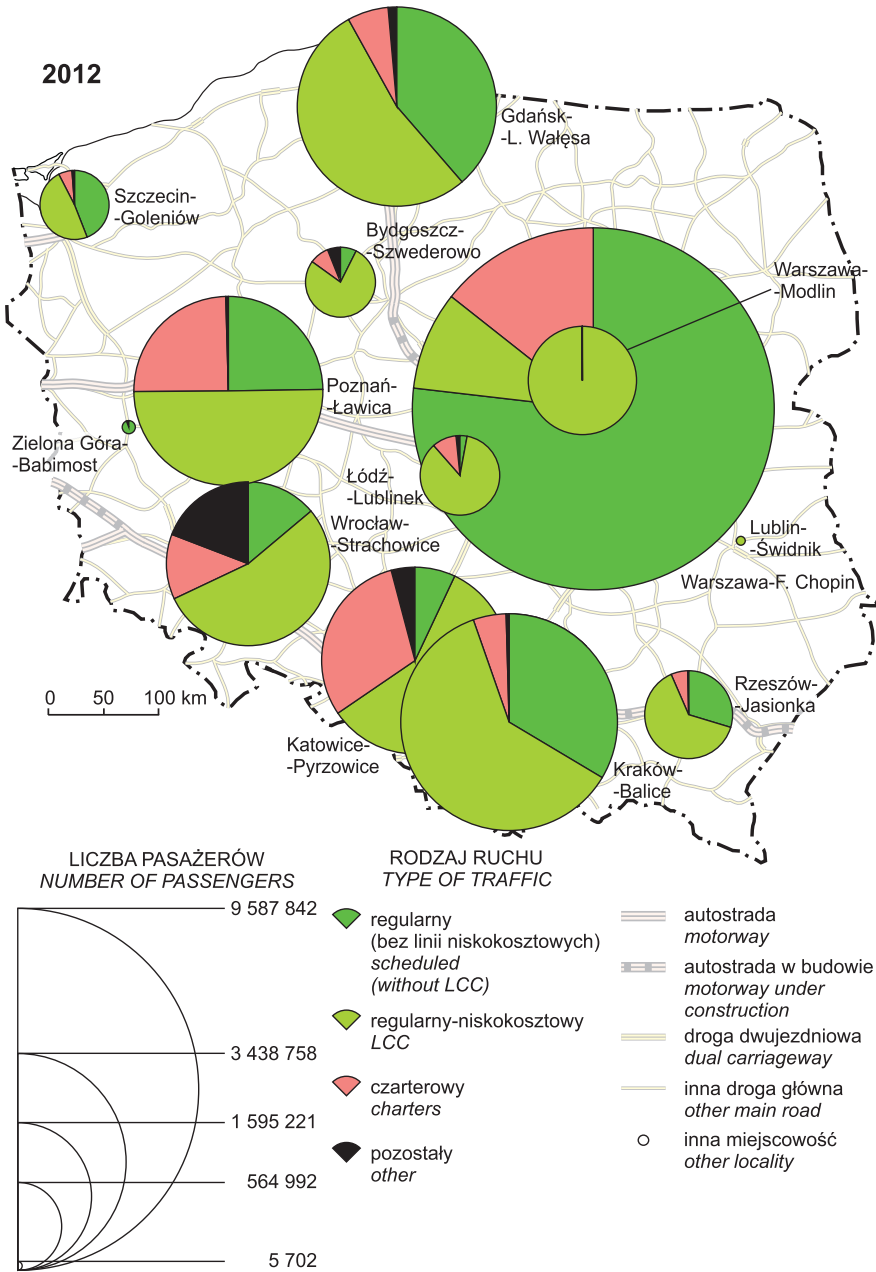 2012
Gdańsk-
-L. Wałęsa
Szczecin-
-Goleniów
Bydgoszcz-
-Szwederowo
Warszawa-
-Modlin
Poznań-
-Ławica
Zielona Góra-
-Babimost
Łódź-
-Lublinek
Wrocław-
-Strachowice
Lublin-
-Świdnik
Warszawa-F. Chopin
Rzeszów-
-Jasionka
0 50 100 km
Katowice-
-Pyrzowice
Kraków-
-Balice
LICZBA PASAŻERÓW
NUMBER OF PASSENGERS
9 587 842
3 438 758
1 595 221
564 992
5 702
RODZAJ RUCHU
TYPE OF TRAFFIC
regularny
(bez linii niskokosztowych)
scheduled
(without LCC)
regularny-niskokosztowy
LCC
czarterowy
charters
pozostały
other
autostrada
motorway
autostrada w budowie
motorway under
construction
droga dwujezdniowa
dual carriageway
inna droga główna
other main road
inna miejscowość
other locality